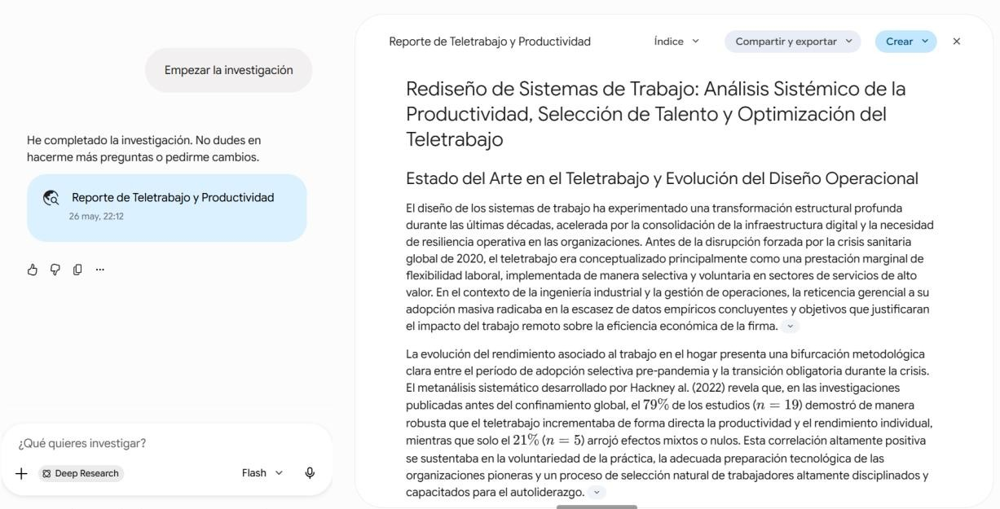 Empezar la investigación
He completado la investigación. No dudes en
hacerme más preguntas o pedirme cambios.
Reporte de Teletrabajo y Productividad
26 may, 22:12
¿Qué quieres investigar?
Deep Research
Flash
Reporte de Teletrabajo y Productividad
Índice
Compartir y exportar
Crear
Rediseño de Sistemas de Trabajo: Análisis Sistémico de la
Productividad, Selección de Talento y Optimización del
Teletrabajo
Estado del Arte en el Teletrabajo y Evolución del Diseño Operacional
El diseño de los sistemas de trabajo ha experimentado una transformación estructural profunda
durante las últimas décadas, acelerada por la consolidación de la infraestructura digital y la necesidad
de resiliencia operativa en las organizaciones. Antes de la disrupción forzada por la crisis sanitaria
global de 2020, el teletrabajo era conceptualizado principalmente como una prestación marginal de
flexibilidad laboral, implementada de manera selectiva y voluntaria en sectores de servicios de alto
valor. En el contexto de la ingeniería industrial y la gestión de operaciones, la reticencia gerencial a su
adopción masiva radicaba en la escasez de datos empíricos concluyentes y objetivos que justificaran
el impacto del trabajo remoto sobre la eficiencia económica de la firma.
La evolución del rendimiento asociado al trabajo en el hogar presenta una bifurcación metodológica
clara entre el período de adopción selectiva pre-pandemia y la transición obligatoria durante la crisis.
El metanálisis sistemático desarrollado por Hackney al. (2022) revela que, en las investigaciones
publicadas antes del confinamiento global, el 79% de los estudios (n = 19) demostró de manera
robusta que el teletrabajo incrementaba de forma directa la productividad y el rendimiento individual,
mientras que solo el 21% (n = 5) arrojó efectos mixtos o nulos. Esta correlación altamente positiva
se sustentaba en la voluntariedad de la práctica, la adecuada preparación tecnológica de las
organizaciones pioneras y un proceso de selección natural de trabajadores altamente disciplinados y
capacitados para el autoliderazgo.